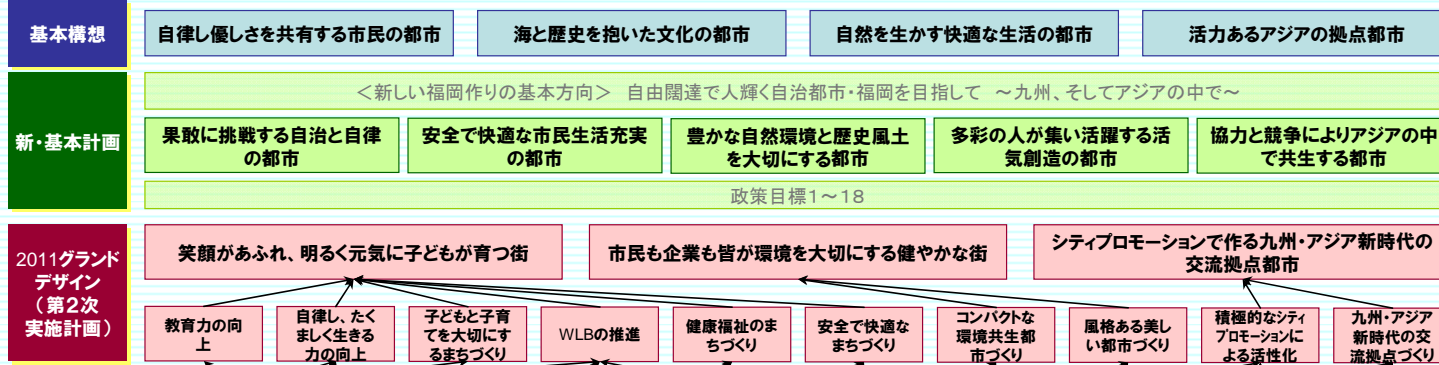 基本構想
自律し優しさを共有する市民の都市
海と歴史を抱いた文化の都市
自然を生かす快適な生活の都市
活力あるアジアの拠点都市
新・基本計画
＜新しい福岡作りの基本方向＞ 自由闊達で人輝く自治都市・福岡を目指して ～九州、そしてアジアの中で～
果敢に挑戦する自治と自律
の都市
安全で快適な市民生活充実
の都市
豊かな自然環境と歴史風土
を大切にする都市
多彩の人が集い活躍する活
気創造の都市
協力と競争によりアジアの中
で共生する都市
政策目標1～18
2011グランド
デザイン
（第2次
実施計画）
笑顔があふれ、明るく元気に子どもが育つ街
市民も企業も皆が環境を大切にする健やかな街
シティプロモーションで作る九州・アジア新時代の
交流拠点都市
教育力の向
上
自律し、たく
ましく生きる
力の向上
子どもと子育
てを大切にす
るまちづくり
WLBの推進
健康福祉のま
ちづくり
安全で快適な
まちづくり
コンパクトな
環境共生都
市づくり
風格ある美し
い都市づくり
積極的なシティ
プロモーションに
よる活性化
九州・アジア
新時代の交
流拠点づくり